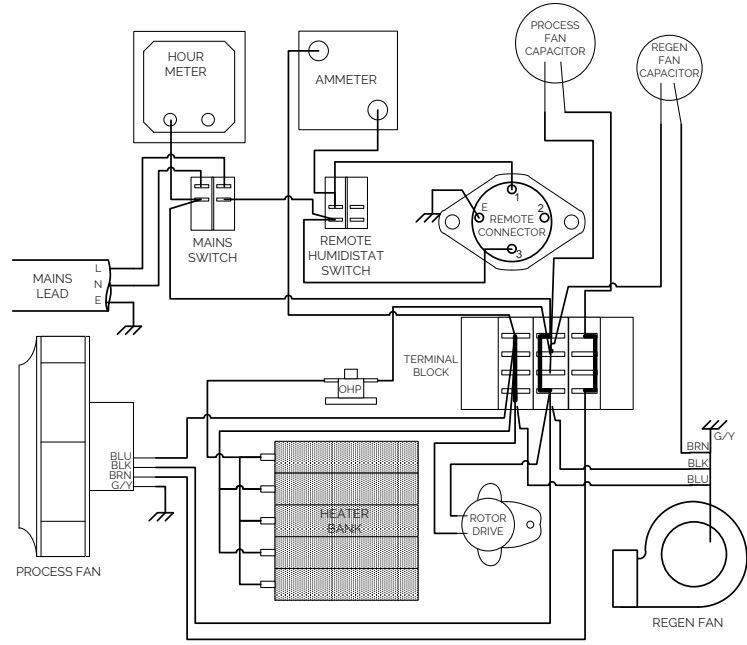 PROCESS
FAN
CAPACITOR
REGEN
FAN
CAPACITOR
HOUR
METER
AMMETER
1
E
2
REMOTE
CONNECTOR
3
MAINS
SWITCH
REMOTE
HUMIDISTAT
SWITCH
L
MAINS
LEAD
N
E
TERMINAL
BLOCK
OHP
G/Y
BRN
BLK
BLU
BLU
BLK
BRN
G/Y
HEATER
BANK
ROTOR
DRIVE
PROCESS FAN
REGEN FAN